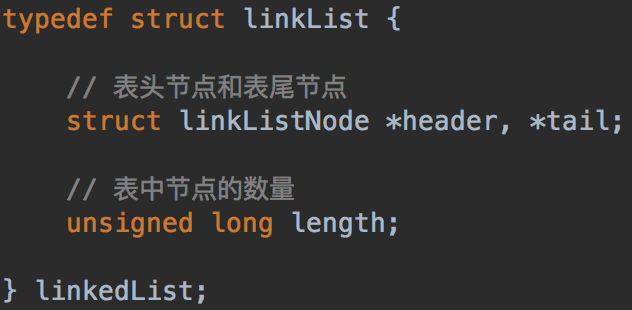 typedef struct linkList {
// 表头节点和表尾节点
struct linkListNode *header, *tail;
// 表中节点的数量
unsigned long length;
} linkedList;